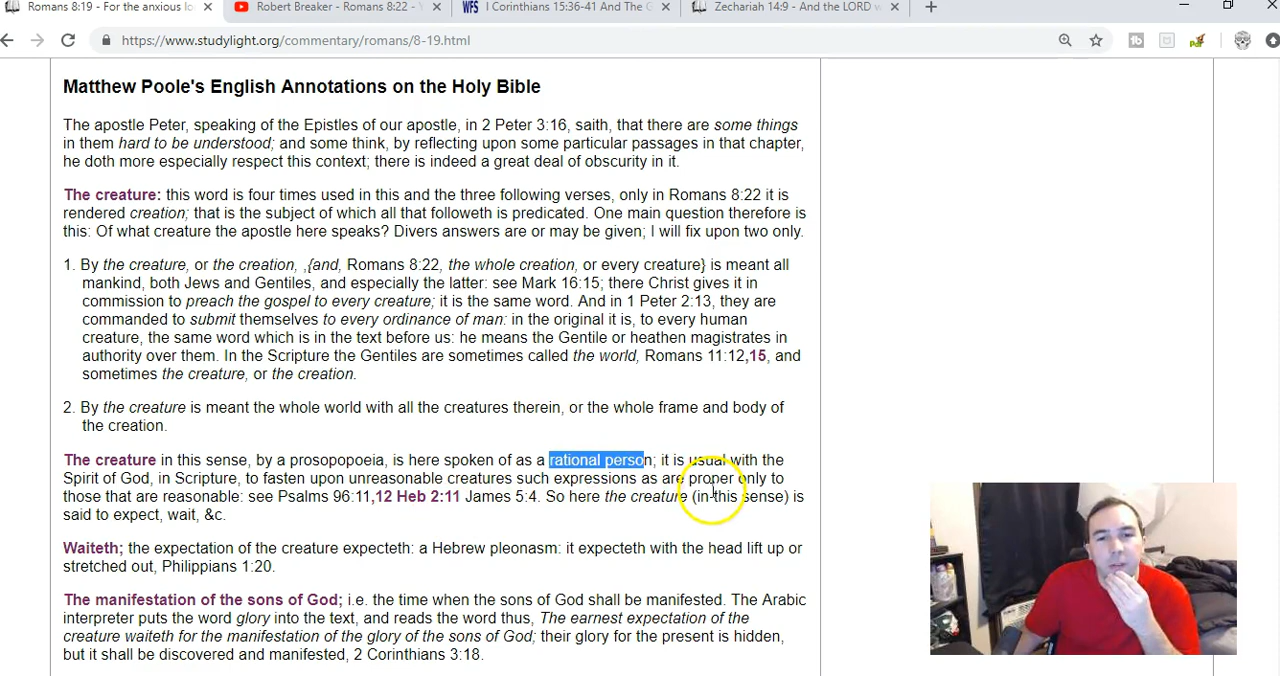 Romans 8:19 - For the anxious lo
Robert Breaker - Romans 8:22 - Y
WFS I Corinthians 15:36-41 And The G
Zechariah 14:9 - And the LORD w
https://www.studylight.org/commentary/romans/8-19.html
Matthew Poole's English Annotations on the Holy Bible
The apostle Peter, speaking of the Epistles of our apostle, in 2 Peter 3:16, saith, that there are some things
in them hard to be understood; and some think, by reflecting upon some particular passages in that chapter,
he doth more especially respect this context; there is indeed a great deal of obscurity in it.
The creature: this word is four times used in this and the three following verses, only in Romans 8:22 it is
rendered creation; that is the subject of which all that followeth is predicated. One main question therefore is
this: Of what creature the apostle here speaks? Divers answers are or may be given; I will fix upon two only.
1. By the creature, or the creation, ,{and, Romans 8:22, the whole creation, or every creature} is meant all
mankind, both Jews and Gentiles, and especially the latter: see Mark 16:15; there Christ gives it in
commission to preach the gospel to every creature; it is the same word. And in 1 Peter 2:13, they are
commanded to submit themselves to every ordinance of man: in the original it is, to every human
creature, the same word which is in the text before us: he means the Gentile or heathen magistrates in
authority over them. In the Scripture the Gentiles are sometimes called the world, Romans 11:12,15, and
sometimes the creature, or the creation.
2. By the creature is meant the whole world with all the creatures therein, or the whole frame and body of
the creation.
The creature in this sense, by a prosopopoeia, is here spoken of as a rational person; it is usual with the
Spirit of God, in Scripture, to fasten upon unreasonable creatures such expressions as are proper only to
those that are reasonable: see Psalms 96:11,12 Heb 2:11 James 5:4. So here the creature (in this sense) is
said to expect, wait, &c.
Waiteth; the expectation of the creature expecteth: a Hebrew pleonasm: it expecteth with the head lift up or
stretched out, Philippians 1:20.
The manifestation of the sons of God; i.e. the time when the sons of God shall be manifested. The Arabic
interpreter puts the word glory into the text, and reads the word thus, The earnest expectation of the
creature waiteth for the manifestation of the glory of the sons of God; their glory for the present is hidden,
but it shall be discovered and manifested, 2 Corinthians 3:18.